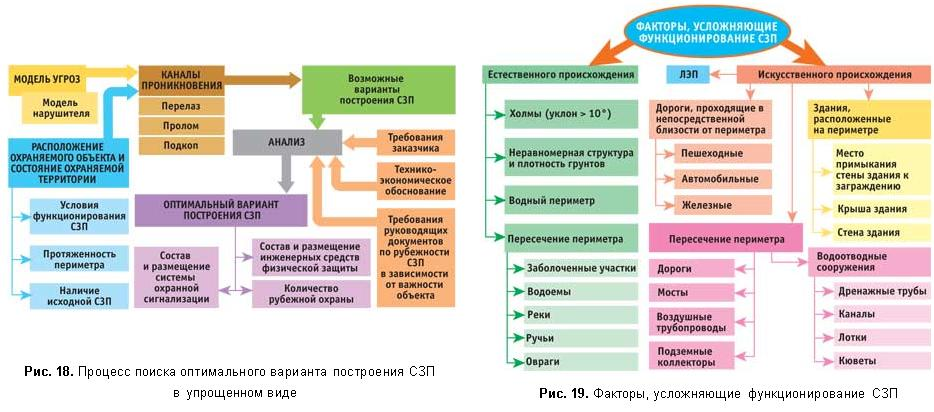 МОДЕЛЬ УГРОЗ
Модель
нарушителя
КАНАЛЫ
ПРОНИКНОВЕНИЯ
Перелаз
Пролом
Подкоп
Возможные
варианты
построения СЗП
РАСПОЛОЖЕНИЕ
ОХРАНЯЕМОГО ОБЪЕКТА И
СОСТОЯНИЕ ОХРАНЯЕМОЙ
ТЕРРИТОРИИ
АНАЛИЗ
Требования
заказчика
Технико-
экономическое
обоснование
Условия
функционирования
СЗП
Протяженность
периметра
Наличие
исходной СЗП
ОПТИМАЛЬНЫЙ ВАРИАНТ
ПОСТРОЕНИЯ СЗП
Состав
и размещение
системы
охранной
сигнализации
Состав и размещение
инженерных средств
физической защиты
Количество
рубежной охраны
Требования
руководящих
документов
по рубежности
СЗП
в зависимости
от важности
объекта
Рис. 18. Процесс поиска оптимального варианта построения СЗП
в упрощенном виде
ФАКТОРЫ, УСЛОЖНЯЮЩИЕ
ФУНКЦИОНИРОВАНИЕ СЗП
Естественного происхождения
Холмы (уклон > 10°)
Неравномерная структура
и плотность грунтов
Водный периметр
Пересечение периметра
Заболоченные участки
Водоемы
Реки
Ручьи
Овраги
ЛЭП
Искусственного происхождения
Дороги, проходящие в
непосредственной
близости от периметра
Пешеходные
Автомобильные
Железные
Здания,
расположенные
на периметре
Место
примыкания
стены здания к
заграждению
Крыша здания
Стена здания
Пересечение периметра
Дороги
Мосты
Воздушные
трубопроводы
Подземные
коллекторы
Водоотводные
сооружения
Дренажные трубы
Каналы
Лотки
Кюветы
Рис. 19. Факторы, усложняющие функционирование СЗП